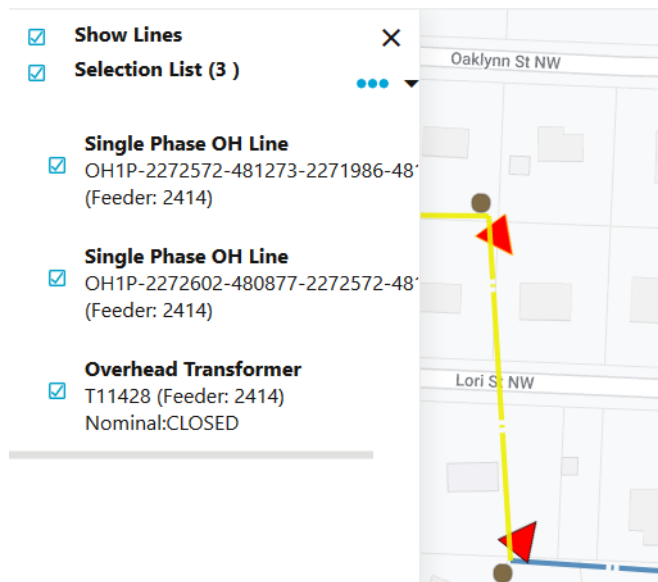 Show Lines
Selection List (3 )
Single Phase OH Line
OH1P-2272572-481273-2271986-48
(Feeder: 2414)
Single Phase OH Line
OH1P-2272602-480877-2272572-48
(Feeder: 2414)
Overhead Transformer
T11428 (Feeder: 2414)
Nominal:CLOSED
Oaklynn St NW
Lori St NW